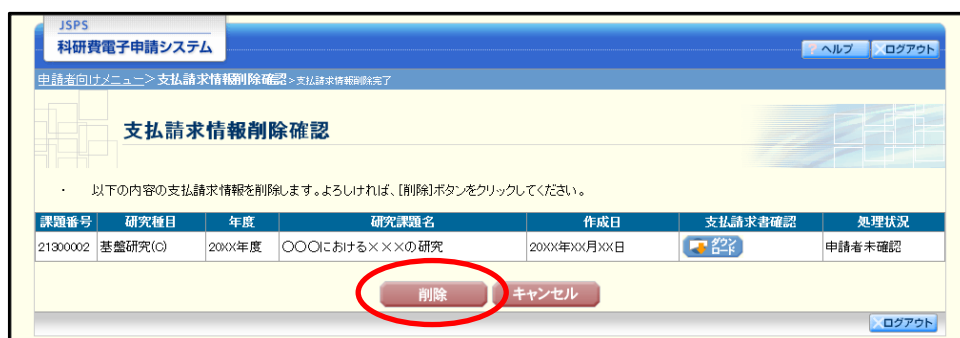 JSPS
科研費電子申請システム
? ヘルプ ×ログアウト
申請者向けメニュー>支払請求情報削除確認>支払請求情報削除完了
支払請求情報削除確認
・ 以下の内容の支払請求情報を削除します。よろしければ、[削除]ボタンをクリックしてください。
課題番号 研究種目 年度 研究課題名 作成日 支払請求書確認 処理状況
21300002 基盤研究(C) 20XX年度 〇〇〇における×××の研究 20XX年XX月XX日 ダウンロード 申請者未確認
削除 キャンセル
×ログアウト